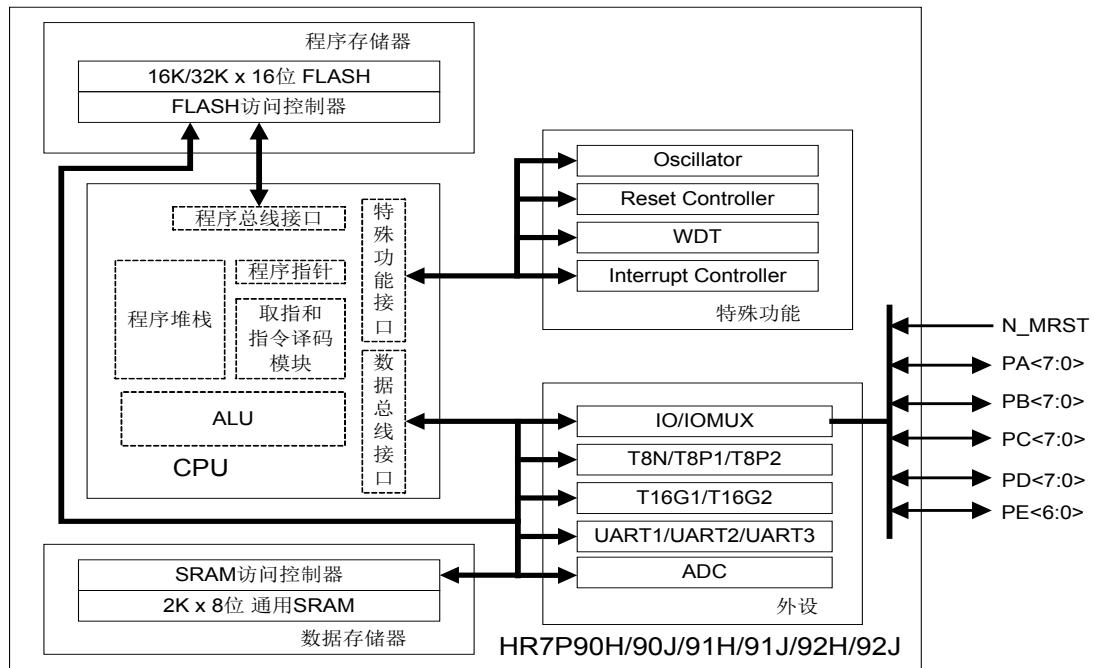 程序存储器
16K/32K x 16位 FLASH
FLASH访问控制器
程序总线接口
特殊功能接口
程序指针
程序堆栈
取指和
指令译码
模块
数据总线接口
ALU
CPU
Oscillator
Reset Controller
WDT
Interrupt Controller
特殊功能
IO/IOMUX
T8N/T8P1/T8P2
T16G1/T16G2
UART1/UART2/UART3
ADC
外设
N_MRST
PA<7:0>
PB<7:0>
PC<7:0>
PD<7:0>
PE<6:0>
SRAM访问控制器
2K x 8位 通用SRAM
数据存储器
HR7P90H/90J/91H/91J/92H/92J